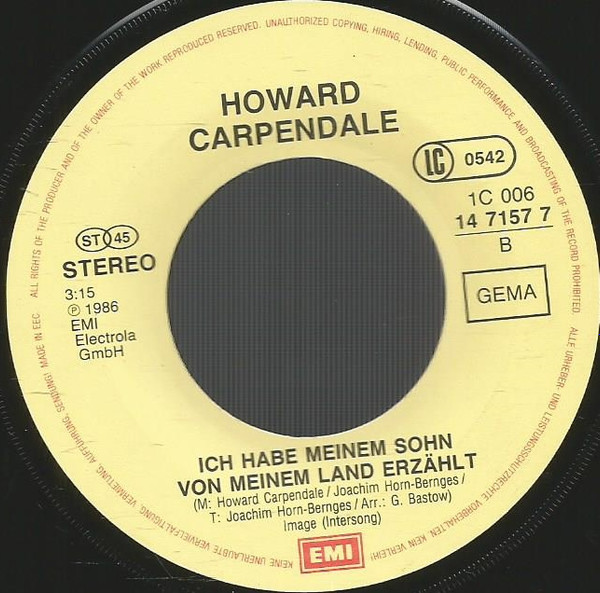 ALL RIGHTS OF THE PRODUCER AND OF THE OWNER OF THE WORK REPRODUCED RESERVED. UNAUTHORIZED COPYING, HIRING, LENDING, PUBLIC PERFORMANCE AND BROADCASTING OF THE RECORD PROHIBITED.
ALLE URHEBER- UND LEISTUNGSSCHUTZRECHTE VORBEHALTEN. KEIN VERLEIH! KEINE UNERLAUBTE VERVIELFÄLTIGUNG, VERMIETUNG, AUFFÜHRUNG, SENDUNG! MADE IN EEC
HOWARD
CARPENDALE
LC 0542
1C 006
14 7157 7
B
GEMA
ST 45
STEREO
3:15
℗ 1986
EMI
Electrola
GmbH
ICH HABE MEINEM SOHN
VON MEINEM LAND ERZÄHLT
(M: Howard Carpendale / Joachim Horn-Bernges /
T: Joachim Horn-Bernges / Arr.: G. Bastow)
Image (Intersong)
EMI